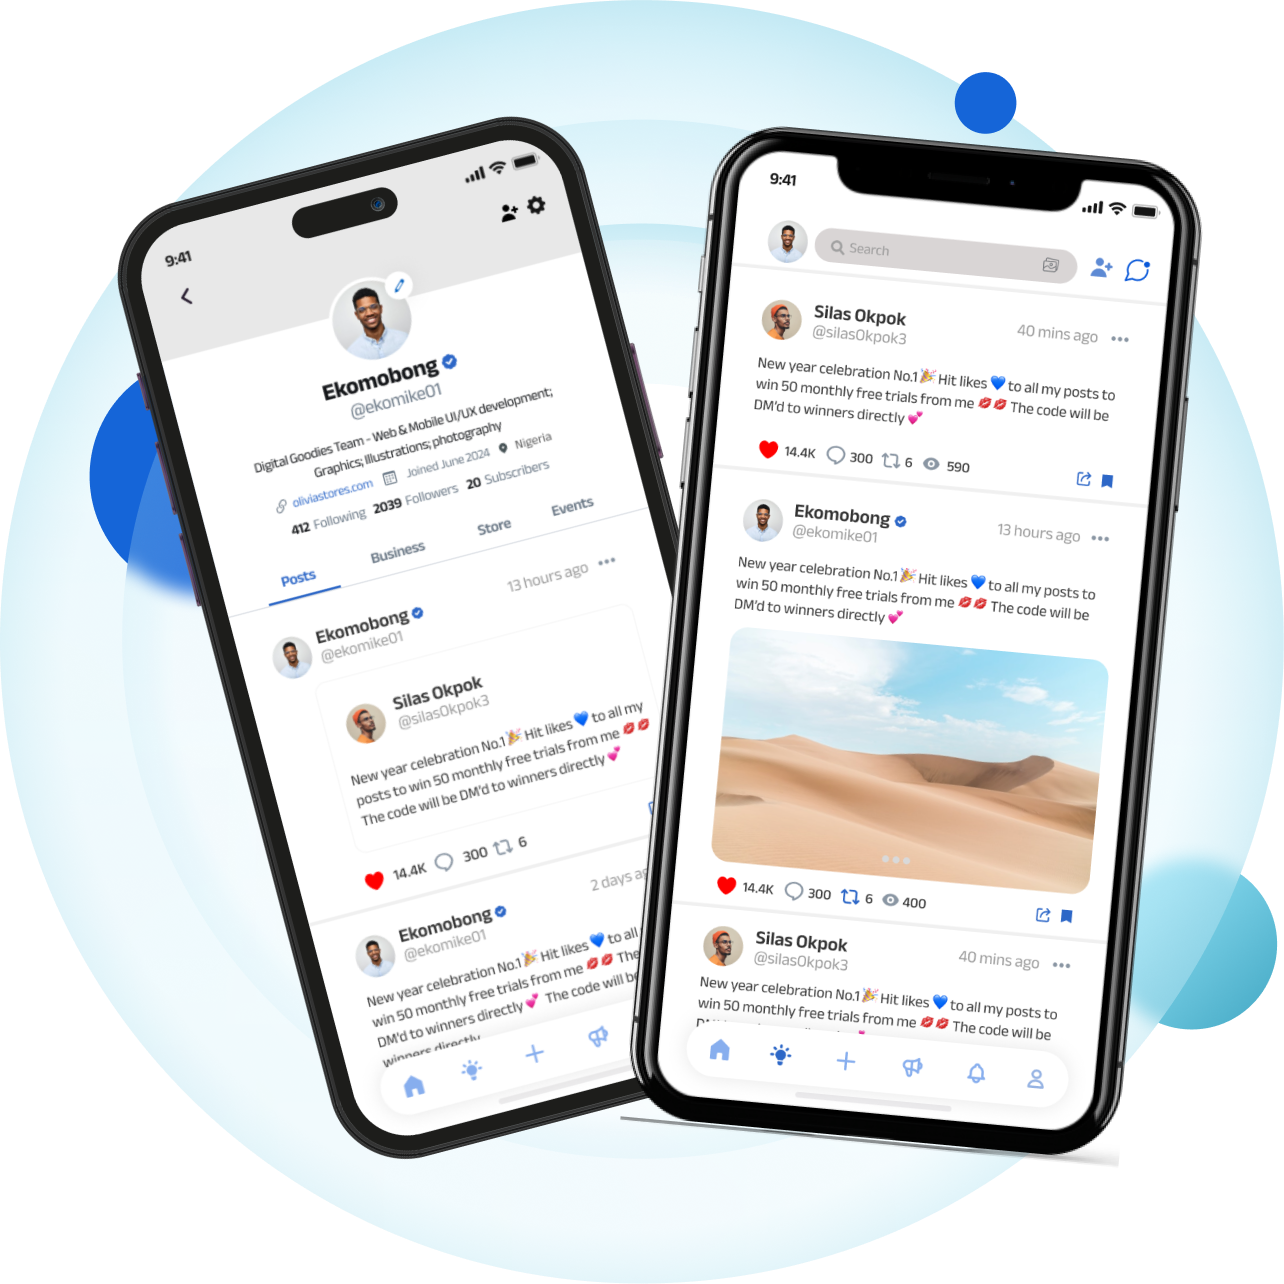 9:41
Ekomobong
@ekomike01
Digital Goodies Team - Web & Mobile UI/UX development;
Graphics; Illustrations; photography
oliviastores.com Joined June 2024 Nigeria
412 Following 2039 Followers 20 Subscribers
Posts Business Store Events
Ekomobong 13 hours ago
@ekomike01
Silas Okpok
@silasOkpok3
New year celebration No.1🎉 Hit likes 💙 to all my
posts to win 50 monthly free trials from me 💋 💋
The code will be DM'd to winners directly 💕
14.4K 300 6
2 days
Ekomobong
@ekomike01
New year celebration No.1🎉 Hit likes 💙 to all
win 50 monthly free trials from me 💋 💋 The
DM'd to winners directly 💕 The code will be
winners directly
9:41
Search
Silas Okpok 40 mins ago
@silasOkpok3
New year celebration No.1🎉 Hit likes 💙 to all my posts to
win 50 monthly free trials from me 💋 💋 The code will be
DM'd to winners directly 💕
14.4K 300 6 590
Ekomobong 13 hours ago
@ekomike01
New year celebration No.1🎉 Hit likes 💙 to all my posts to
win 50 monthly free trials from me 💋 💋 The code will be
DM'd to winners directly 💕
14.4K 300 6 400
Silas Okpok 40 mins ago
@silasOkpok3
New year celebration No.1🎉 Hit likes 💙 to all my posts to
win 50 monthly free trials from me 💋 💋 The code will be